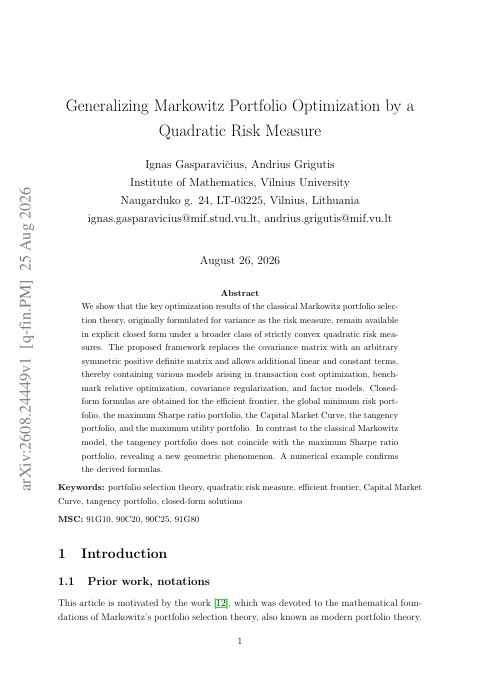 Generalizing Markowitz Portfolio Optimization by a
Quadratic Risk Measure
Ignas Gasparavičius, Andrius Grigutis
Institute of Mathematics, Vilnius University
Naugarduko g. 24, LT-03225, Vilnius, Lithuania
ignas.gasparavicius@mif.stud.vu.lt, andrius.grigutis@mif.vu.lt
August 26, 2026
arXiv:2608.24449v1 [q-fin.PM] 25 Aug 2026
Abstract
We show that the key optimization results of the classical Markowitz portfolio selec-
tion theory, originally formulated for variance as the risk measure, remain available
in explicit closed form under a broader class of strictly convex quadratic risk mea-
sures. The proposed framework replaces the covariance matrix with an arbitrary
symmetric positive definite matrix and allows additional linear and constant terms,
thereby containing various models arising in transaction cost optimization, bench-
mark relative optimization, covariance regularization, and factor models. Closed-
form formulas are obtained for the efficient frontier, the global minimum risk port-
folio, the maximum Sharpe ratio portfolio, the Capital Market Curve, the tangency
portfolio, and the maximum utility portfolio. In contrast to the classical Markowitz
model, the tangency portfolio does not coincide with the maximum Sharpe ratio
portfolio, revealing a new geometric phenomenon. A numerical example confirms
the derived formulas.
Keywords: portfolio selection theory, quadratic risk measure, efficient frontier, Capital Market
Curve, tangency portfolio, closed-form solutions
MSC: 91G10, 90C20, 90C25, 91G80
1 Introduction
1.1 Prior work, notations
This article is motivated by the work [12], which was devoted to the mathematical foun-
dations of Markowitz's portfolio selection theory, also known as modern portfolio theory.
1